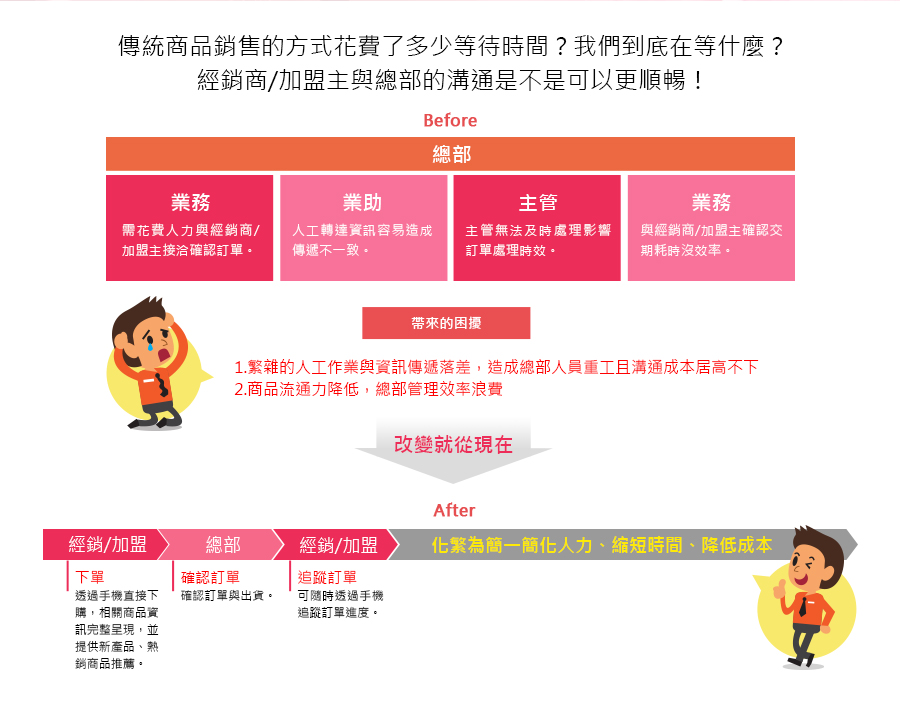 傳統商品銷售的方式花費了多少等待時間？我們到底在等什麼？
經銷商/加盟主與總部的溝通是不是可以更順暢！
Before
總部
業務
需花費人力與經銷商/
加盟主接洽確認訂單。
業助
人工轉達資訊容易造成
傳遞不一致。
主管
主管無法及時處理影響
訂單處理時效。
業務
與經銷商/加盟主確認交
期耗時沒效率。
帶來的困擾
1.繁雜的人工作業與資訊傳遞落差，造成總部人員重工且溝通成本居高不下
2.商品流通力降低，總部管理效率浪費
改變就從現在
After
經銷/加盟
總部
經銷/加盟
化繁為簡一簡化人力、縮短時間、降低成本
下單
透過手機直接下
購，相關商品資
訊完整呈現，並
提供新產品、熱
銷商品推薦。
確認訂單
確認訂單與出貨。
追蹤訂單
可隨時透過手機
追蹤訂單進度。